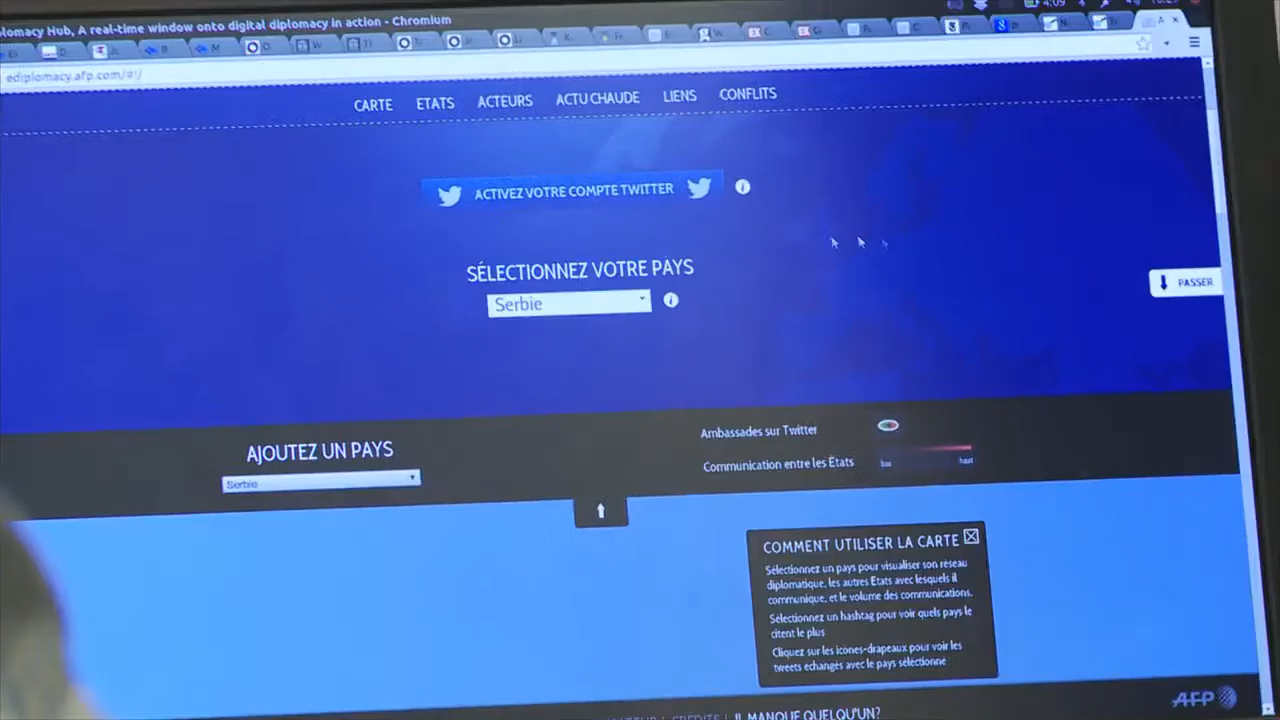 lomacy Hub, A real-time window onto digital diplomacy in action - Chromium
4:09
ediplomacy.afp.com/#!/
CARTE ETATS ACTEURS ACTU CHAUDE LIENS CONFLITS
ACTIVEZ VOTRE COMPTE TWITTER
SÉLECTIONNEZ VOTRE PAYS
Serbie
PASSER
AJOUTEZ UN PAYS
Serbie
Ambassades sur Twitter
Communication entre les États
bas haut
COMMENT UTILISER LA CARTE
Sélectionnez un pays pour visualiser son réseau
diplomatique, les autres Etats avec lesquels il
communique, et le volume des communications.
Sélectionnez un hashtag pour voir quels pays le
citent le plus
Cliquez sur les icones-drapeaux pour voir les
tweets échangés avec le pays sélectionné
AFP
CRÉDITS | IL MANQUE QUELQU'UN?